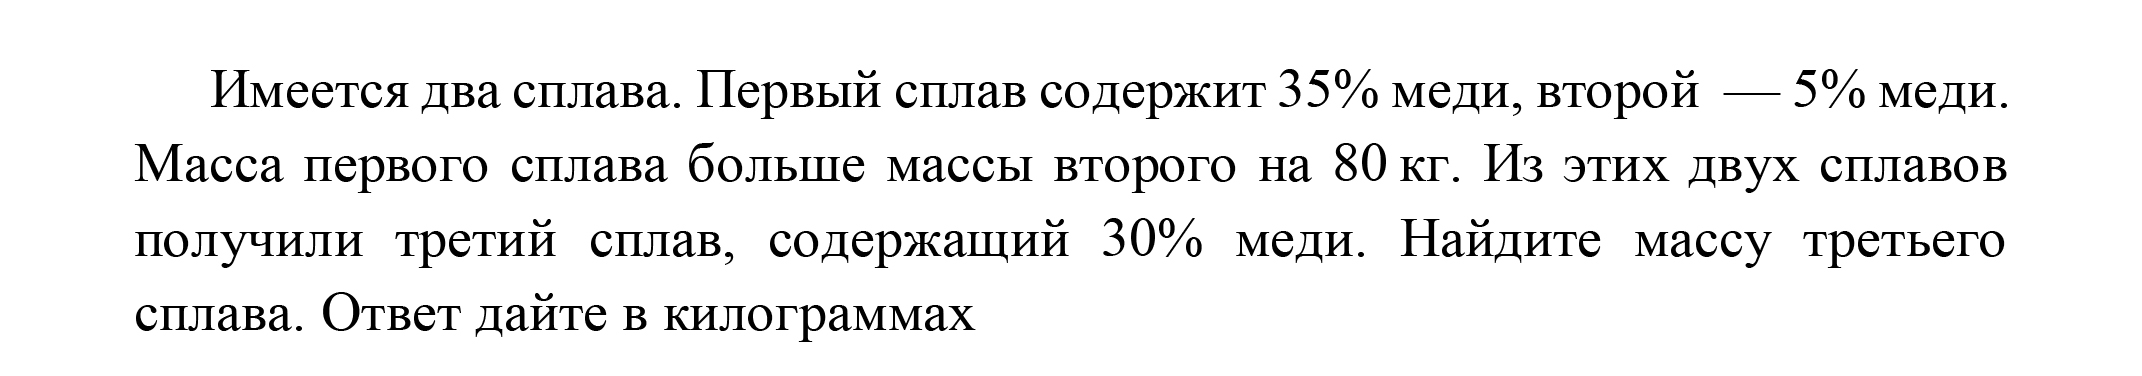 Имеется два сплава. Первый сплав содержит 35% меди, второй — 5% меди.
Масса первого сплава больше массы второго на 80 кг. Из этих двух сплавов
получили третий сплав, содержащий 30% меди. Найдите массу третьего
сплава. Ответ дайте в килограммах